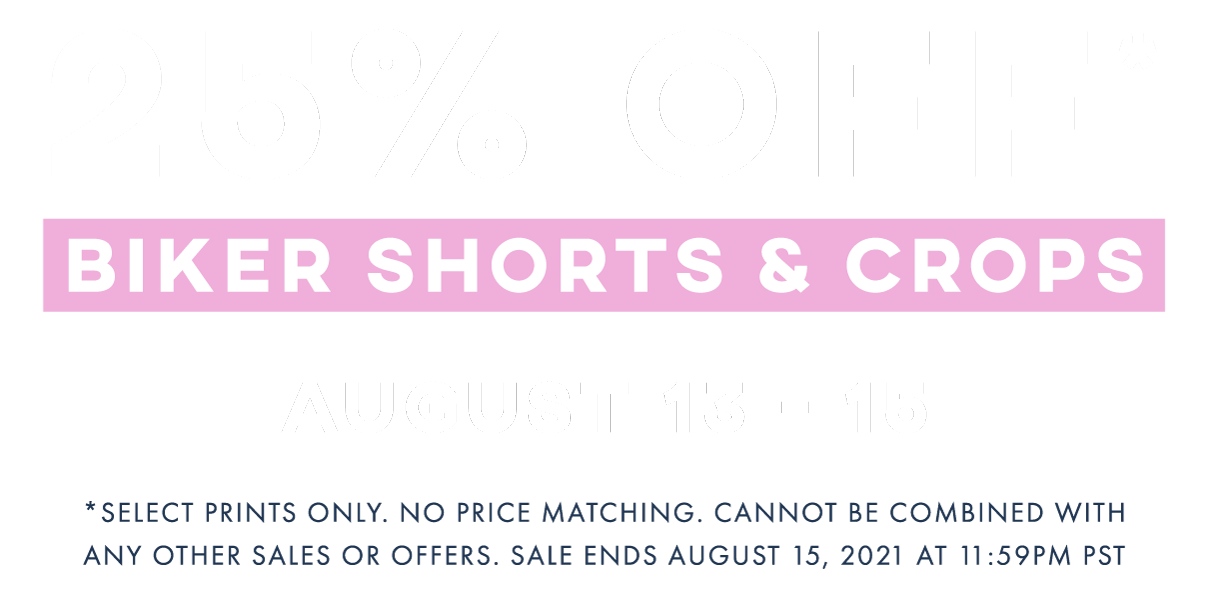 25% OFF*
BIKER SHORTS & CROPS
AUGUST 13 - 15
*SELECT PRINTS ONLY. NO PRICE MATCHING. CANNOT BE COMBINED WITH
ANY OTHER SALES OR OFFERS. SALE ENDS AUGUST 15, 2021 AT 11:59PM PST